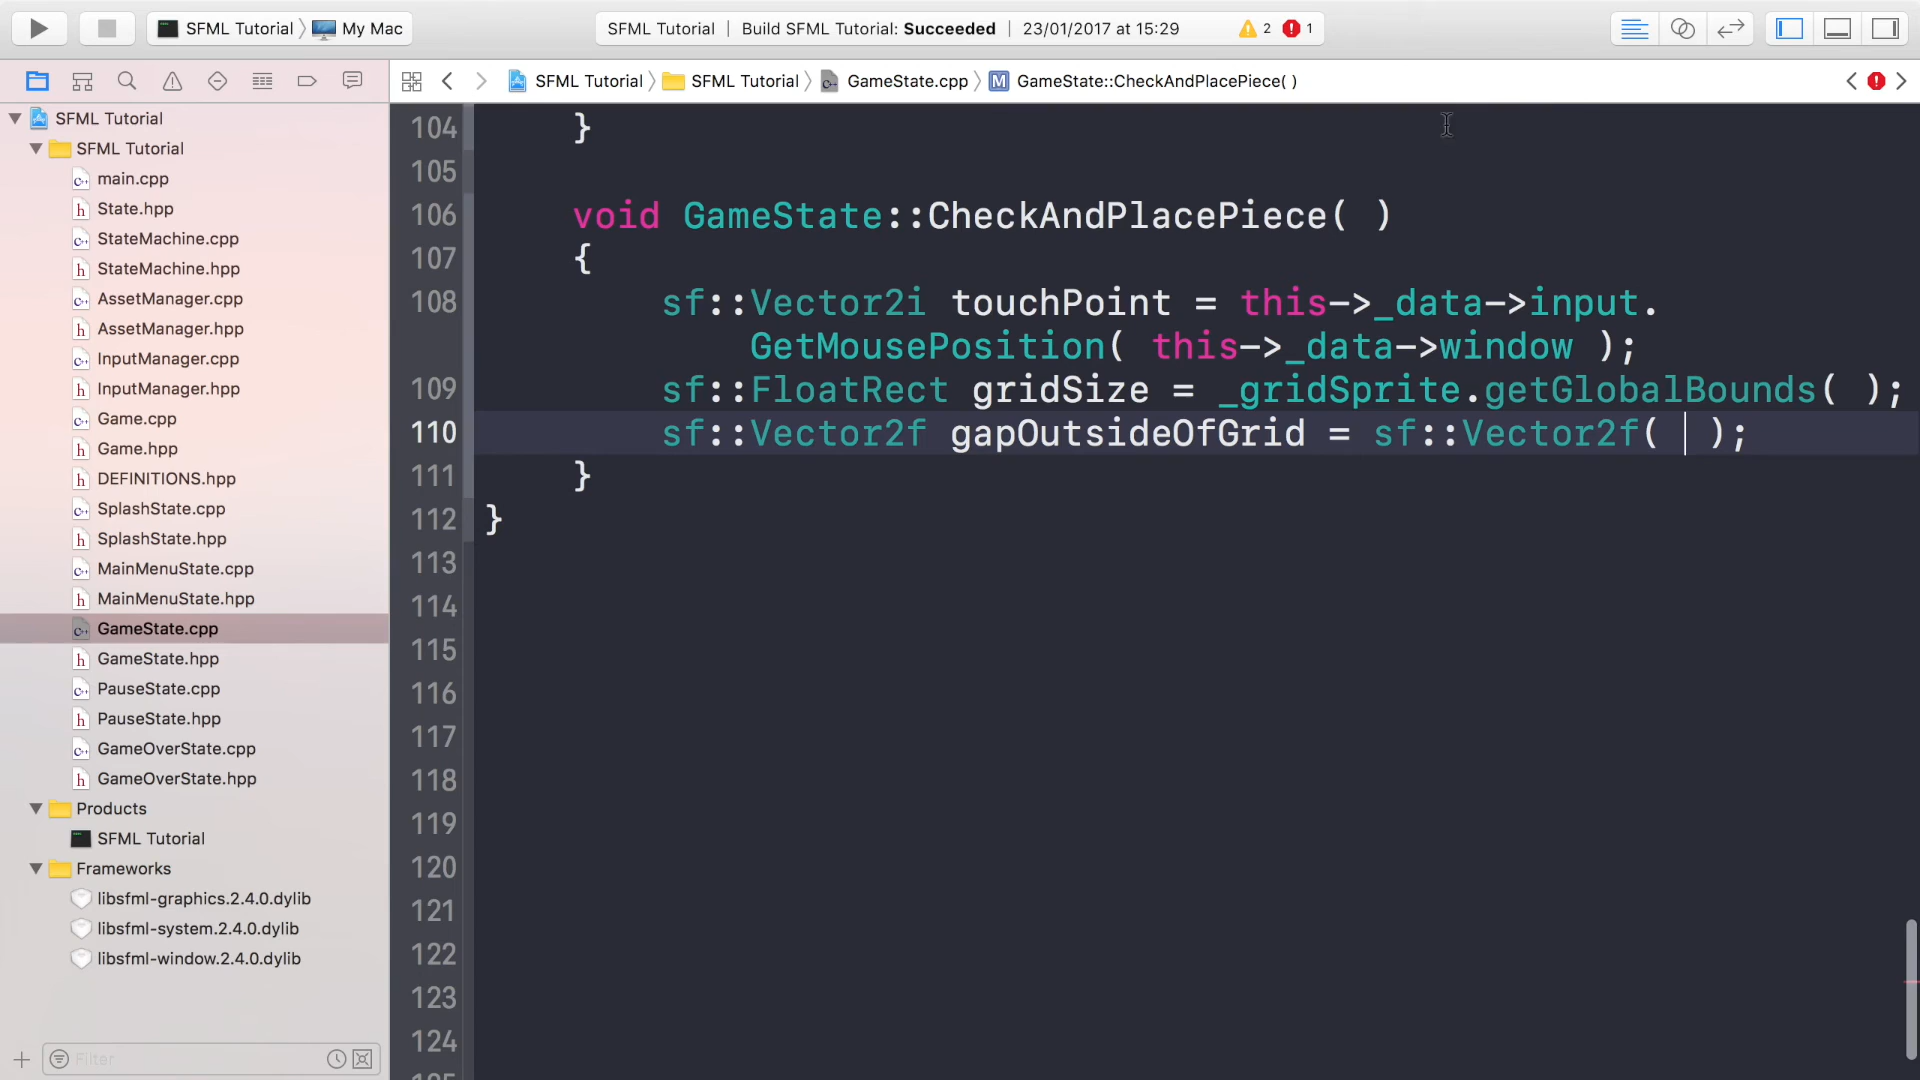 SFML Tutorial My Mac SFML Tutorial | Build SFML Tutorial: Succeeded | 23/01/2017 at 15:29 2 1
SFML Tutorial SFML Tutorial GameState.cpp M GameState::CheckAndPlacePiece( )
SFML Tutorial
SFML Tutorial
main.cpp
State.hpp
StateMachine.cpp
StateMachine.hpp
AssetManager.cpp
AssetManager.hpp
InputManager.cpp
InputManager.hpp
Game.cpp
Game.hpp
DEFINITIONS.hpp
SplashState.cpp
SplashState.hpp
MainMenuState.cpp
MainMenuState.hpp
GameState.cpp
GameState.hpp
PauseState.cpp
PauseState.hpp
GameOverState.cpp
GameOverState.hpp
Products
SFML Tutorial
Frameworks
libsfml-graphics.2.4.0.dylib
libsfml-system.2.4.0.dylib
libsfml-window.2.4.0.dylib
Filter
104 }
105
106 void GameState::CheckAndPlacePiece( )
107 {
108 sf::Vector2i touchPoint = this->_data->input.
GetMousePosition( this->_data->window );
109 sf::FloatRect gridSize = _gridSprite.getGlobalBounds( );
110 sf::Vector2f gapOutsideOfGrid = sf::Vector2f( );
111 }
112 }
113
114
115
116
117
118
119
120
121
122
123
124